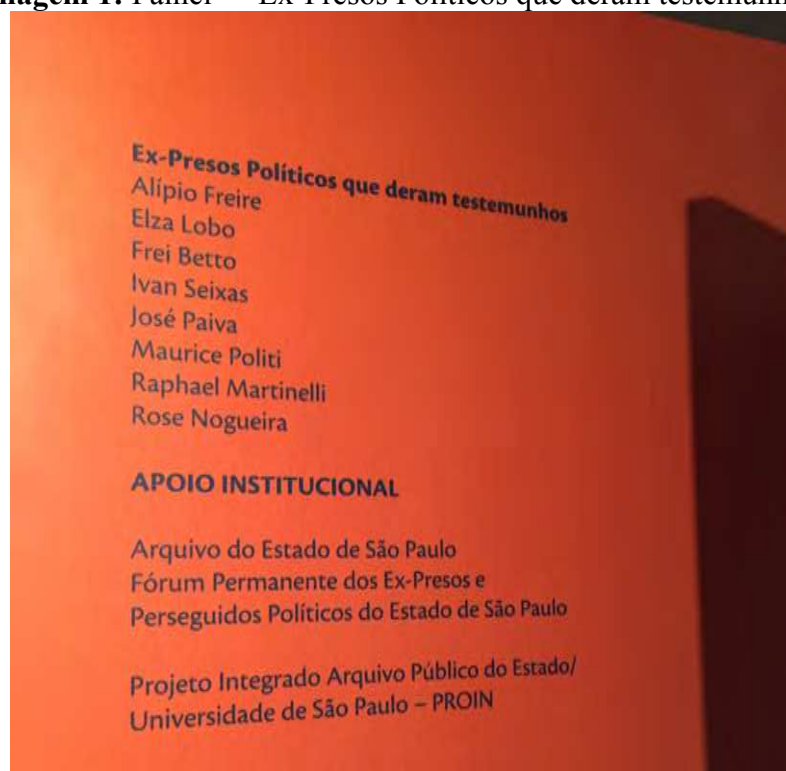 Ex-Presos Políticos que deram testemunhos
Alípio Freire
Elza Lobo
Frei Betto
Ivan Seixas
José Paiva
Maurice Politi
Raphael Martinelli
Rose Nogueira
APOIO INSTITUCIONAL
Arquivo do Estado de São Paulo
Fórum Permanente dos Ex-Presos e
Perseguidos Políticos do Estado de São Paulo
Projeto Integrado Arquivo Público do Estado/
Universidade de São Paulo – PROIN